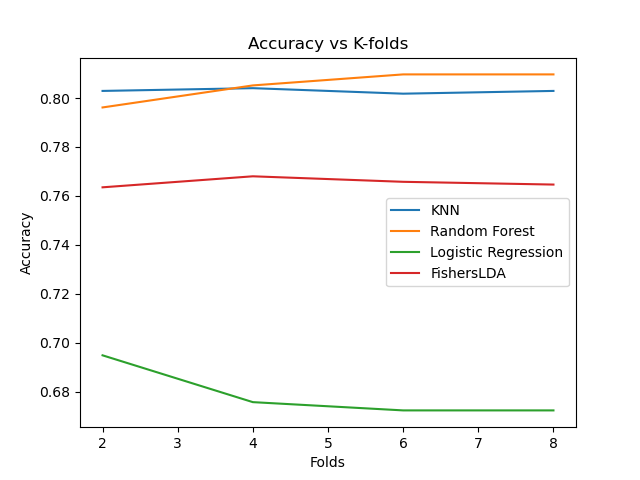 Accuracy vs K-folds
Accuracy
0.80
0.78
0.76
0.74
0.72
0.70
0.68
KNN
Random Forest
Logistic Regression
FishersLDA
2 3 4 5 6 7 8
Folds